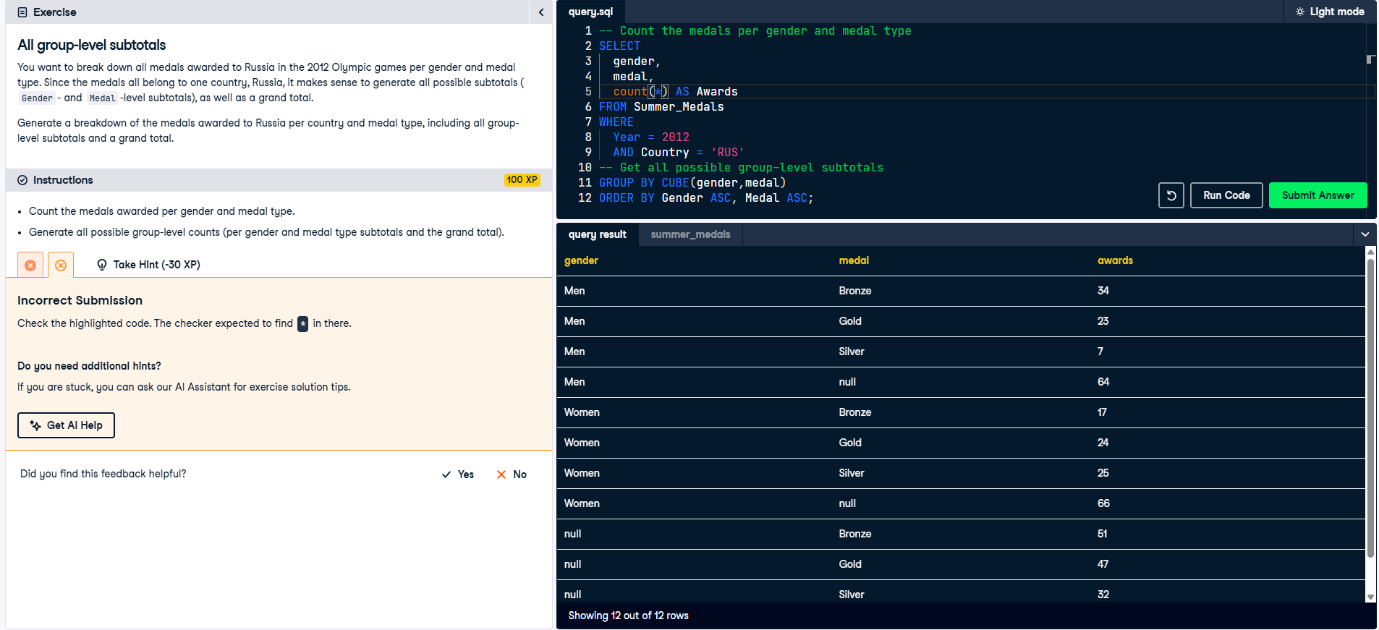 Exercise
All group-level subtotals
You want to break down all medals awarded to Russia in the 2012 Olympic games per gender and medal
type. Since the medals all belong to one country, Russia, it makes sense to generate all possible subtotals (
Gender - and Medal -level subtotals), as well as a grand total.
Generate a breakdown of the medals awarded to Russia per country and medal type, including all group-
level subtotals and a grand total.
Instructions
100 XP
• Count the medals awarded per gender and medal type.
• Generate all possible group-level counts (per gender and medal type subtotals and the grand total).
Take Hint (-30 XP)
Incorrect Submission
Check the highlighted code. The checker expected to find * in there.
Do you need additional hints?
If you are stuck, you can ask our AI Assistant for exercise solution tips.
Get AI Help
Did you find this feedback helpful?
Yes
No
query.sql
Light mode
1 -- Count the medals per gender and medal type
2 SELECT
3 gender,
4 medal,
5 count(*) AS Awards
6 FROM Summer_Medals
7 WHERE
8 Year = 2012
9 AND Country = 'RUS'
10 -- Get all possible group-level subtotals
11 GROUP BY CUBE(gender,medal)
12 ORDER BY Gender ASC, Medal ASC;
Run Code
Submit Answer
query result
summer_medals
gender medal awards
Men Bronze 34
Men Gold 23
Men Silver 7
Men null 64
Women Bronze 17
Women Gold 24
Women Silver 25
Women null 66
null Bronze 51
null Gold 47
null Silver 32
Showing 12 out of 12 rows